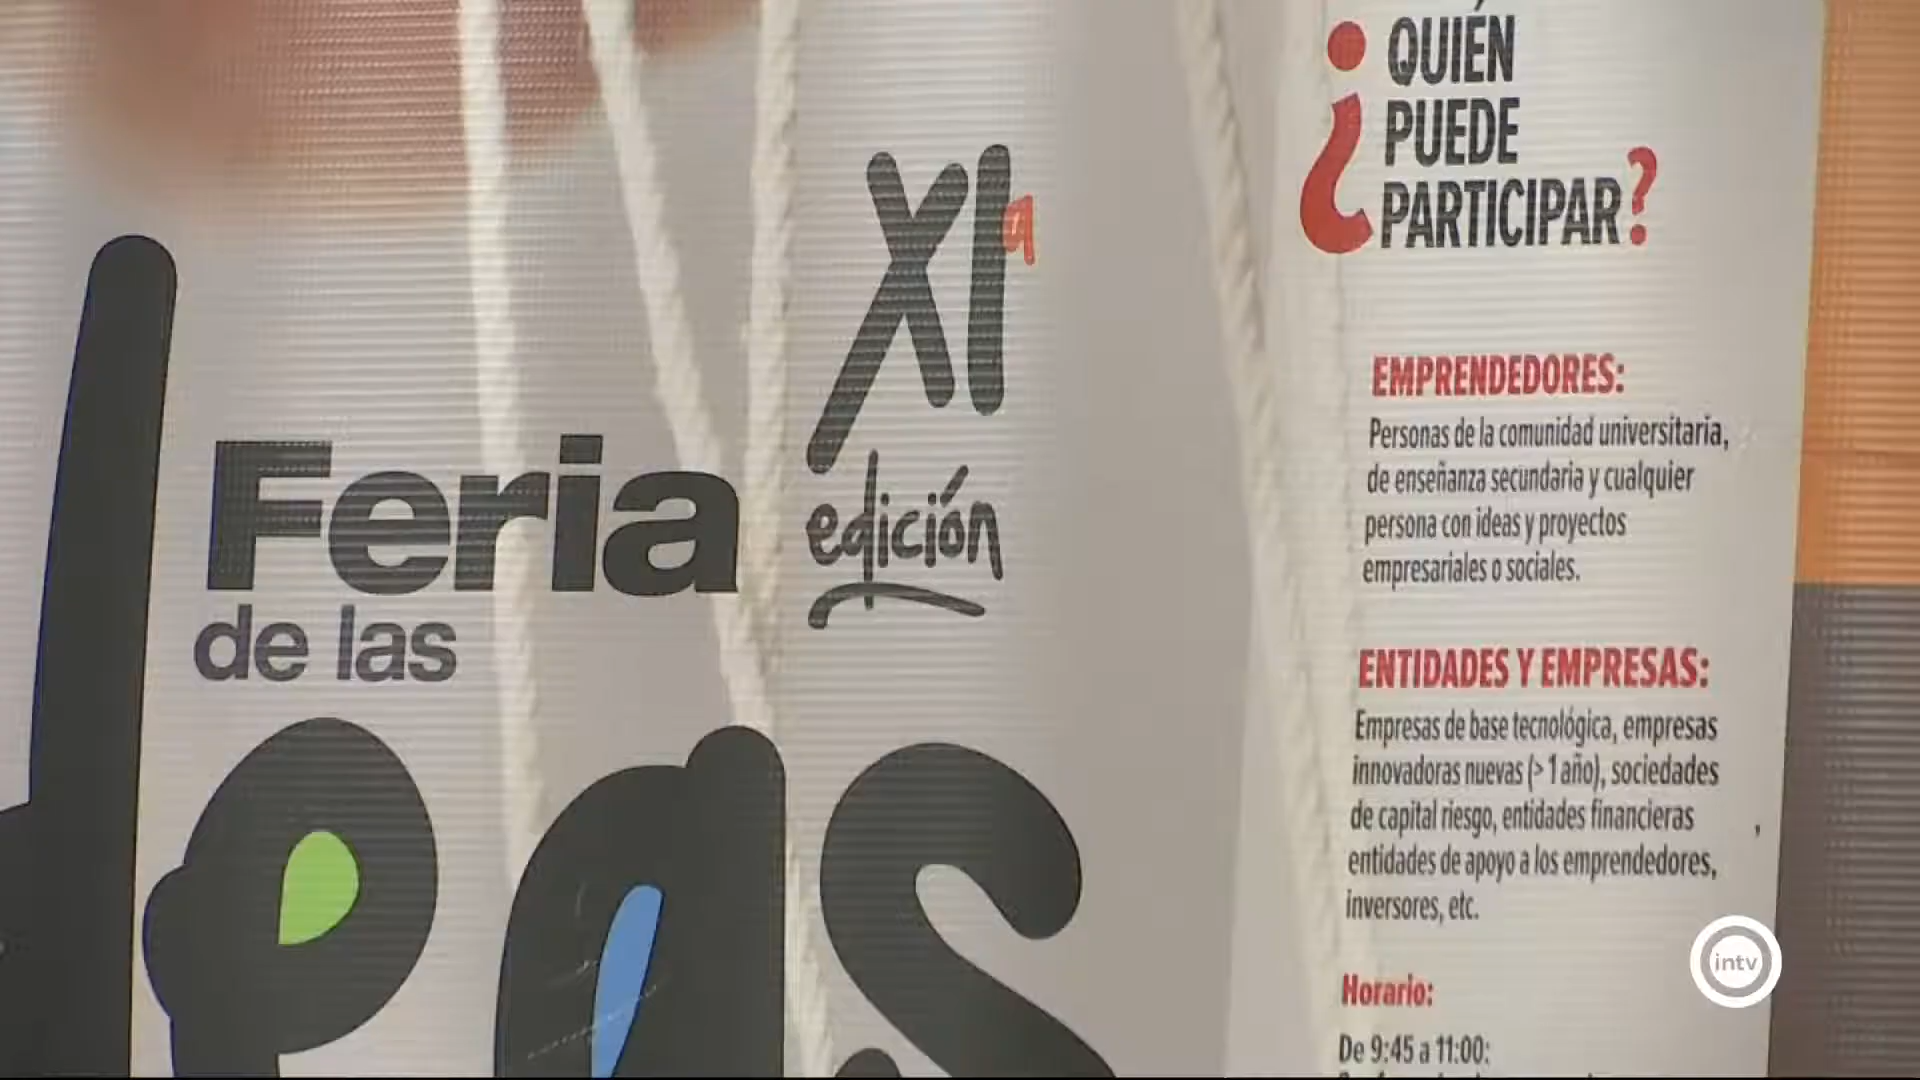 XIª
edición
Feria
de las
deas
¿QUIÉN
PUEDE
PARTICIPAR?
EMPRENDEDORES:
Personas de la comunidad universitaria,
de enseñanza secundaria y cualquier
persona con ideas y proyectos
empresariales o sociales.
ENTIDADES Y EMPRESAS:
Empresas de base tecnológica, empresas
innovadoras nuevas (> 1 año), sociedades
de capital riesgo, entidades financieras
entidades de apoyo a los emprendedores,
inversores, etc.
Horario:
De 9:45 a 11:00:
intv